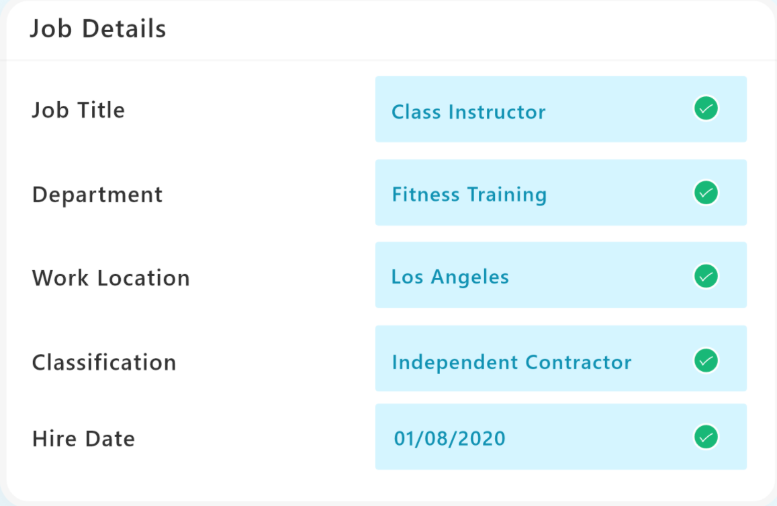 Job Details
Job Title Class Instructor
Department Fitness Training
Work Location Los Angeles
Classification Independent Contractor
Hire Date 01/08/2020